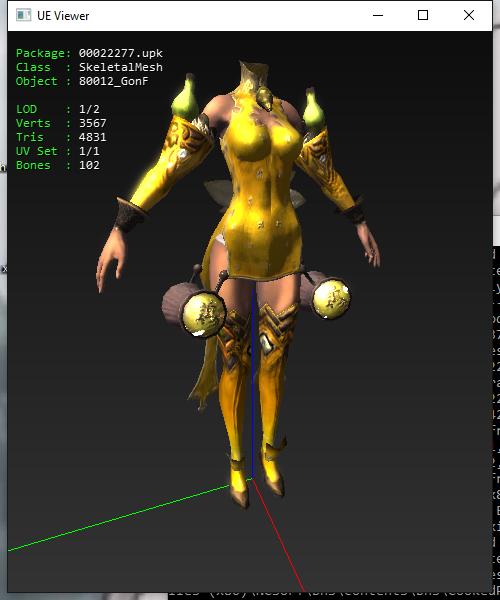 UE Viewer
Package: 00022277.upk
Class : SkeletalMesh
Object : 80012_GonF
LOD : 1/2
Verts : 3567
Tris : 4831
UV Set : 1/1
Bones : 102